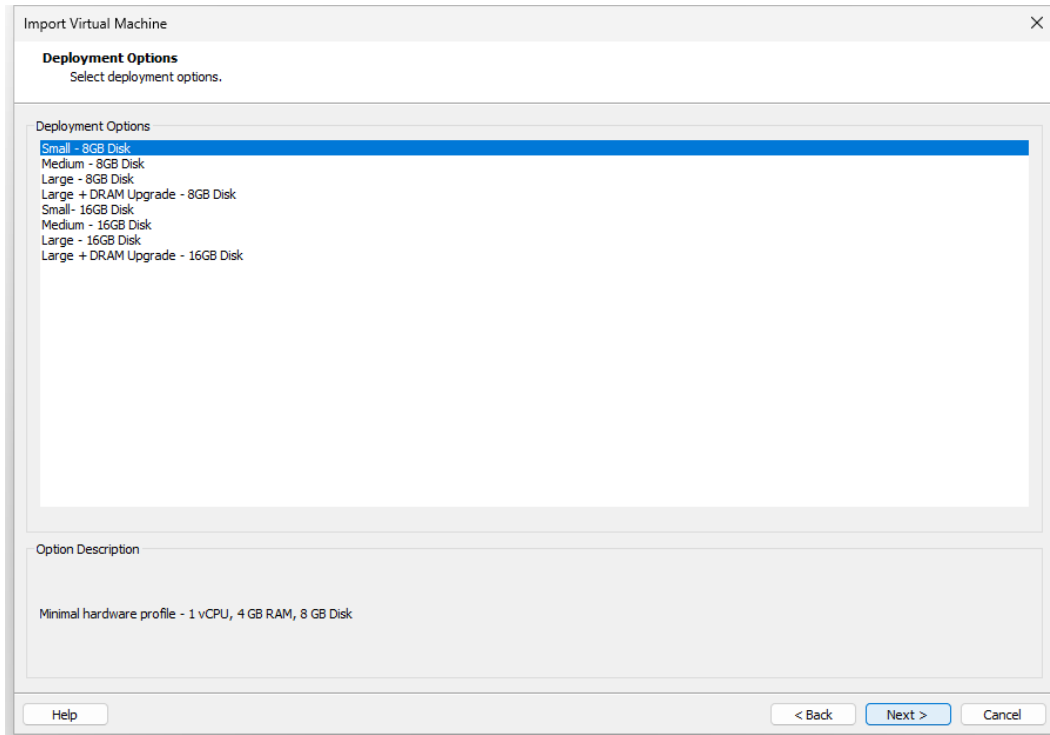 Import Virtual Machine
Deployment Options
Select deployment options.
Deployment Options
Small - 8GB Disk
Medium - 8GB Disk
Large - 8GB Disk
Large + DRAM Upgrade - 8GB Disk
Small- 16GB Disk
Medium - 16GB Disk
Large - 16GB Disk
Large + DRAM Upgrade - 16GB Disk
Option Description
Minimal hardware profile - 1 vCPU, 4 GB RAM, 8 GB Disk
Help
< Back
Next >
Cancel